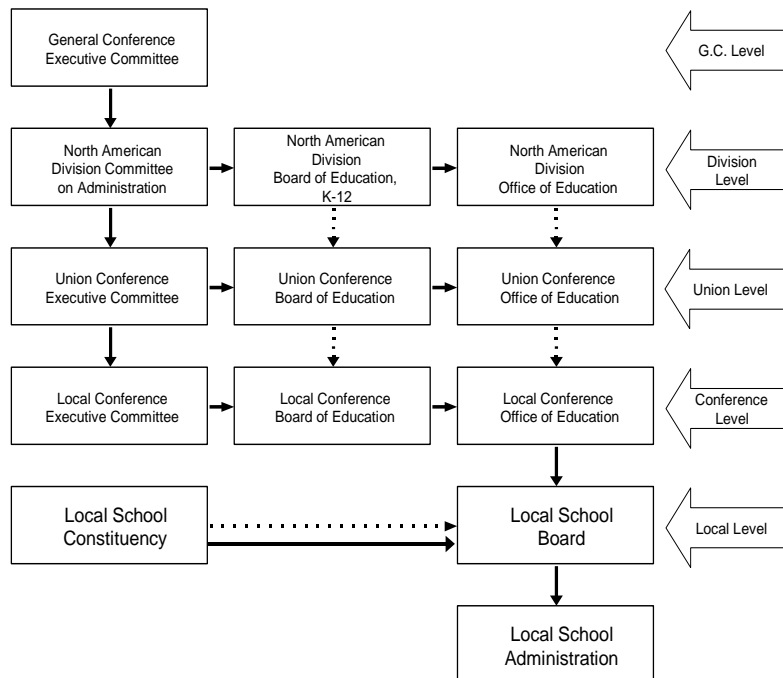 General Conference
Executive Committee
G.C. Level
North American
Division Committee
on Administration
North American
Division
Board of Education,
K-12
North American
Division
Office of Education
Division
Level
Union Conference
Executive Committee
Union Conference
Board of Education
Union Conference
Office of Education
Union Level
Local Conference
Executive Committee
Local Conference
Board of Education
Local Conference
Office of Education
Conference
Level
Local School
Constituency
Local School
Board
Local Level
Local School
Administration